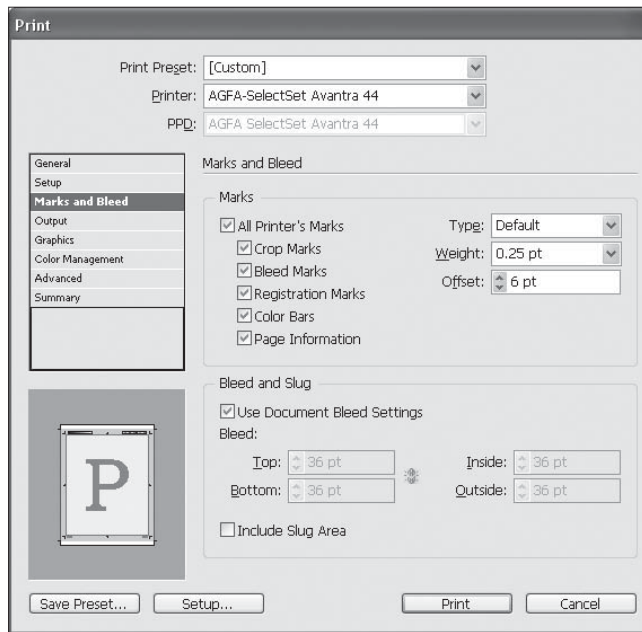 Print
Print Preset: [Custom]
Printer: AGFA-SelectSet Avantra 44
PPD: AGFA SelectSet Avantra 44
General
Setup
Marks and Bleed
Output
Graphics
Color Management
Advanced
Summary
Marks and Bleed
Marks
All Printer's Marks
Crop Marks
Bleed Marks
Registration Marks
Color Bars
Page Information
Type: Default
Weight: 0.25 pt
Offset: 6 pt
Bleed and Slug
Use Document Bleed Settings
Bleed:
Top: 36 pt
Bottom: 36 pt
Inside: 36 pt
Outside: 36 pt
Include Slug Area
P
Save Preset...
Setup...
Print
Cancel